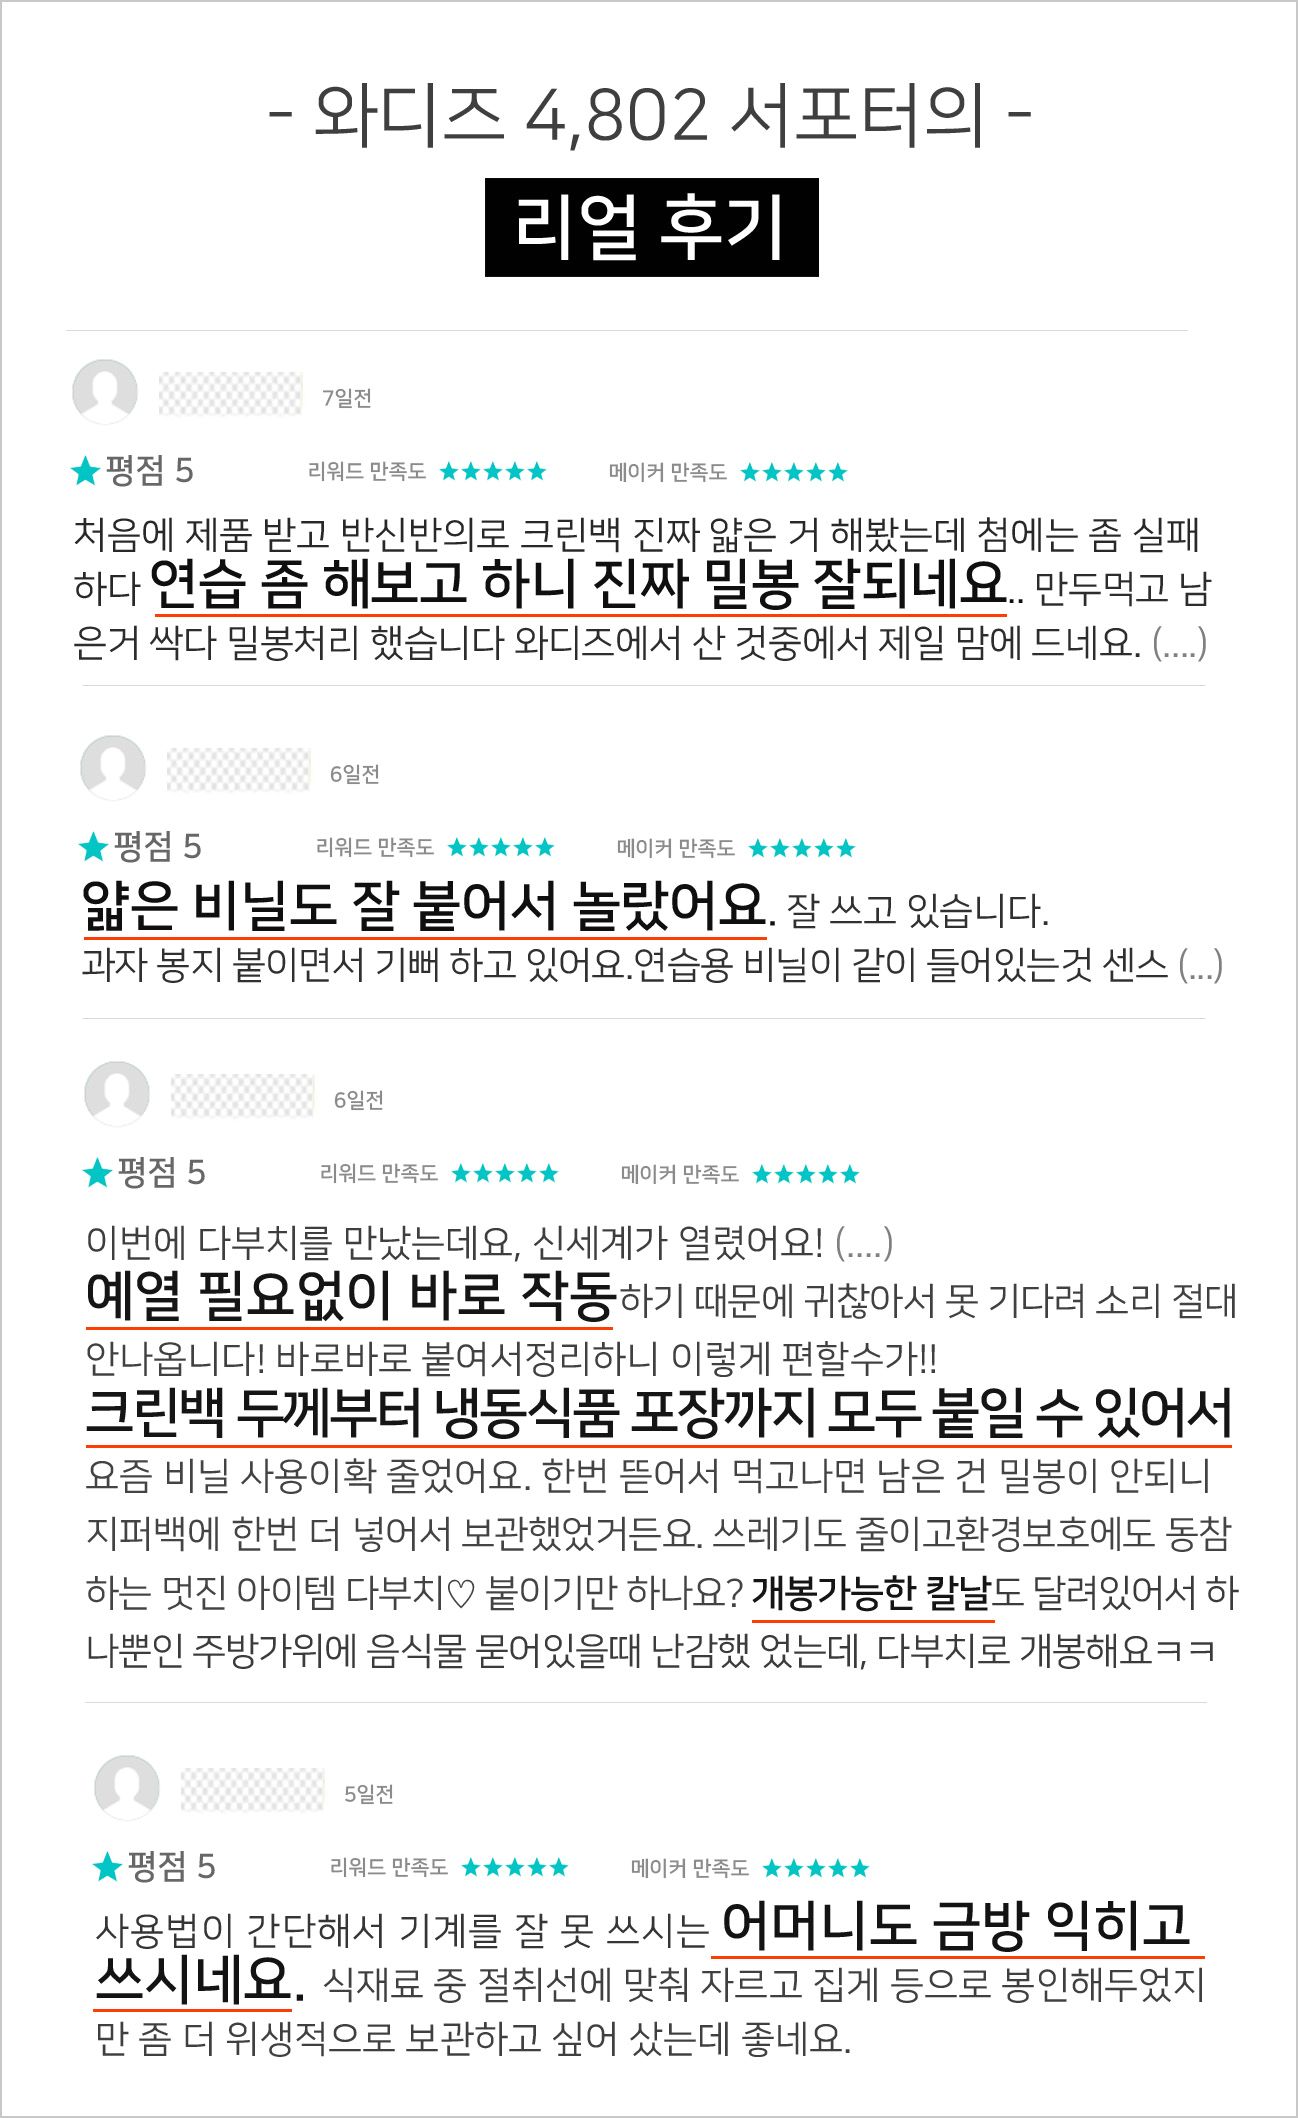 - 와디즈 4,802 서포터의 -
리얼 후기
7일전
평점 5 리워드 만족도 ★★★★★ 메이커 만족도 ★★★★★
처음에 제품 받고 반신반의로 크린백 진짜 얇은 거 해봤는데 첨에는 좀 실패
하다 연습 좀 해보고 하니 진짜 밀봉 잘되네요.. 만두먹고 남
은거 싹다 밀봉처리 했습니다 와디즈에서 산 것중에서 제일 맘에 드네요. (....)
6일전
평점 5 리워드 만족도 ★★★★★ 메이커 만족도 ★★★★★
얇은 비닐도 잘 붙어서 놀랐어요. 잘 쓰고 있습니다.
과자 봉지 붙이면서 기뻐 하고 있어요.연습용 비닐이 같이 들어있는것 센스 (...)
6일전
평점 5 리워드 만족도 ★★★★★ 메이커 만족도 ★★★★★
이번에 다부치를 만났는데요, 신세계가 열렸어요! (....)
예열 필요없이 바로 작동하기 때문에 귀찮아서 못 기다려 소리 절대
안나옵니다! 바로바로 붙여서정리하니 이렇게 편할수가!!
크린백 두께부터 냉동식품 포장까지 모두 붙일 수 있어서
요즘 비닐 사용이확 줄었어요. 한번 뜯어서 먹고나면 남은 건 밀봉이 안되니
지퍼백에 한번 더 넣어서 보관했었거든요. 쓰레기도 줄이고환경보호에도 동참
하는 멋진 아이템 다부치♡ 붙이기만 하나요? 개봉가능한 칼날도 달려있어서 하
나뿐인 주방가위에 음식물 묻어있을때 난감했 었는데, 다부치로 개봉해요ㅋㅋ
5일전
평점 5 리워드 만족도 ★★★★★ 메이커 만족도 ★★★★★
사용법이 간단해서 기계를 잘 못 쓰시는 어머니도 금방 익히고
쓰시네요. 식재료 중 절취선에 맞춰 자르고 집게 등으로 봉인해두었지
만 좀 더 위생적으로 보관하고 싶어 샀는데 좋네요.